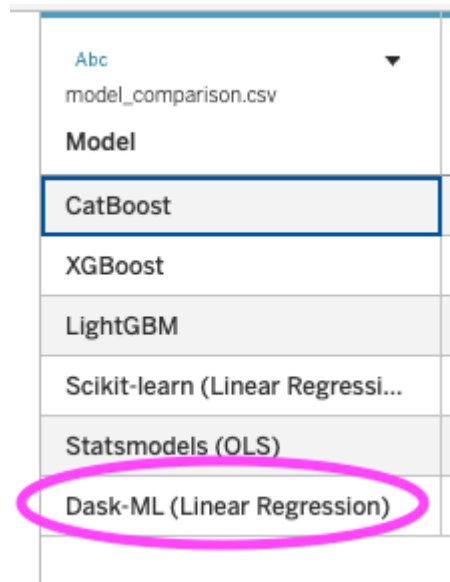 Abc
model_comparison.csv
Model
CatBoost
XGBoost
LightGBM
Scikit-learn (Linear Regressi...
Statsmodels (OLS)
Dask-ML (Linear Regression)